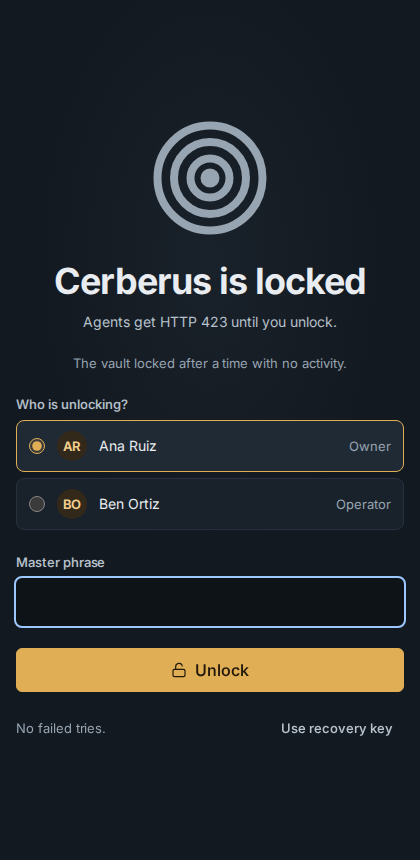 Cerberus is locked
Agents get HTTP 423 until you unlock.
The vault locked after a time with no activity.
Who is unlocking?
AR Ana Ruiz Owner
BO Ben Ortiz Operator
Master phrase
Unlock
No failed tries. Use recovery key